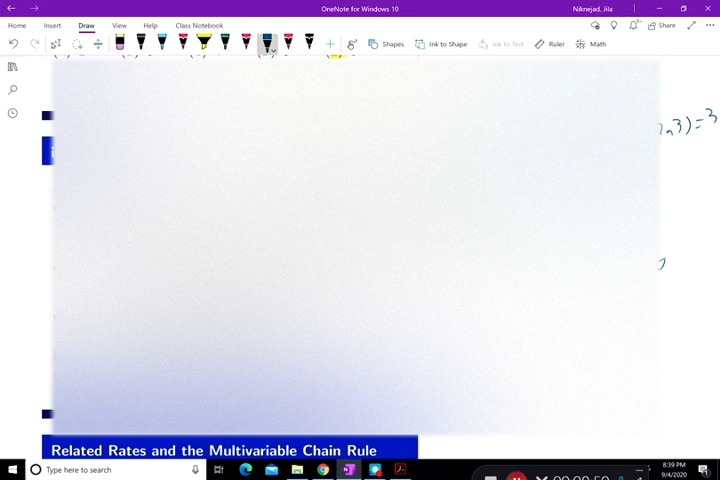 OneNote for Windows 10
Niknejad, Jila
Home Insert Draw View Help Class Notebook
Share
Shapes Ink to Shape Ink to Text Ruler Math
3)=3
Related Rates and the Multivariable Chain Rule
Type here to search
8:39 PM
9/4/2020